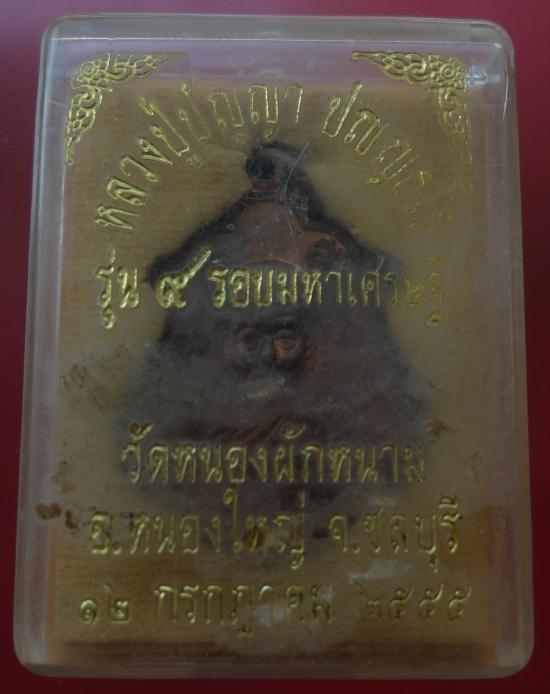 หลวงปู่ปัญญา ปญฺญธโร
รุ่น ๙ รอบมหาเศรษฐี
วัดหนองผักหนาม
อ.หนองใหญ่ จ.ชลบุรี
๑๒ กรกฎาคม ๒๕๕๕